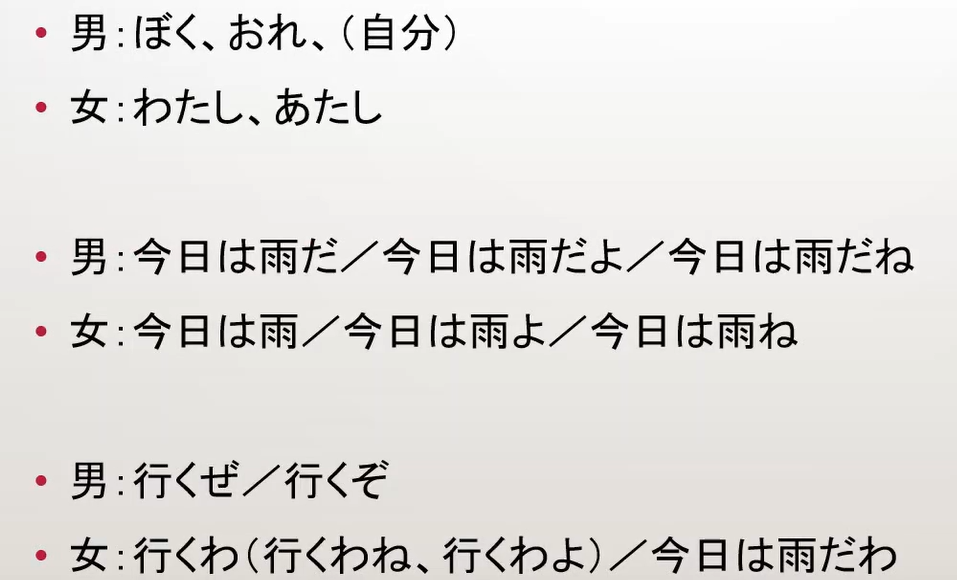 • 男:ぼく、おれ、(自分)
• 女:わたし、あたし
• 男:今日は雨だ/今日は雨だよ/今日は雨だね
• 女:今日は雨/今日は雨よ/今日は雨ね
• 男:行くぜ/行くぞ
• 女:行くわ(行くわね、行くわよ)/今日は雨だわ